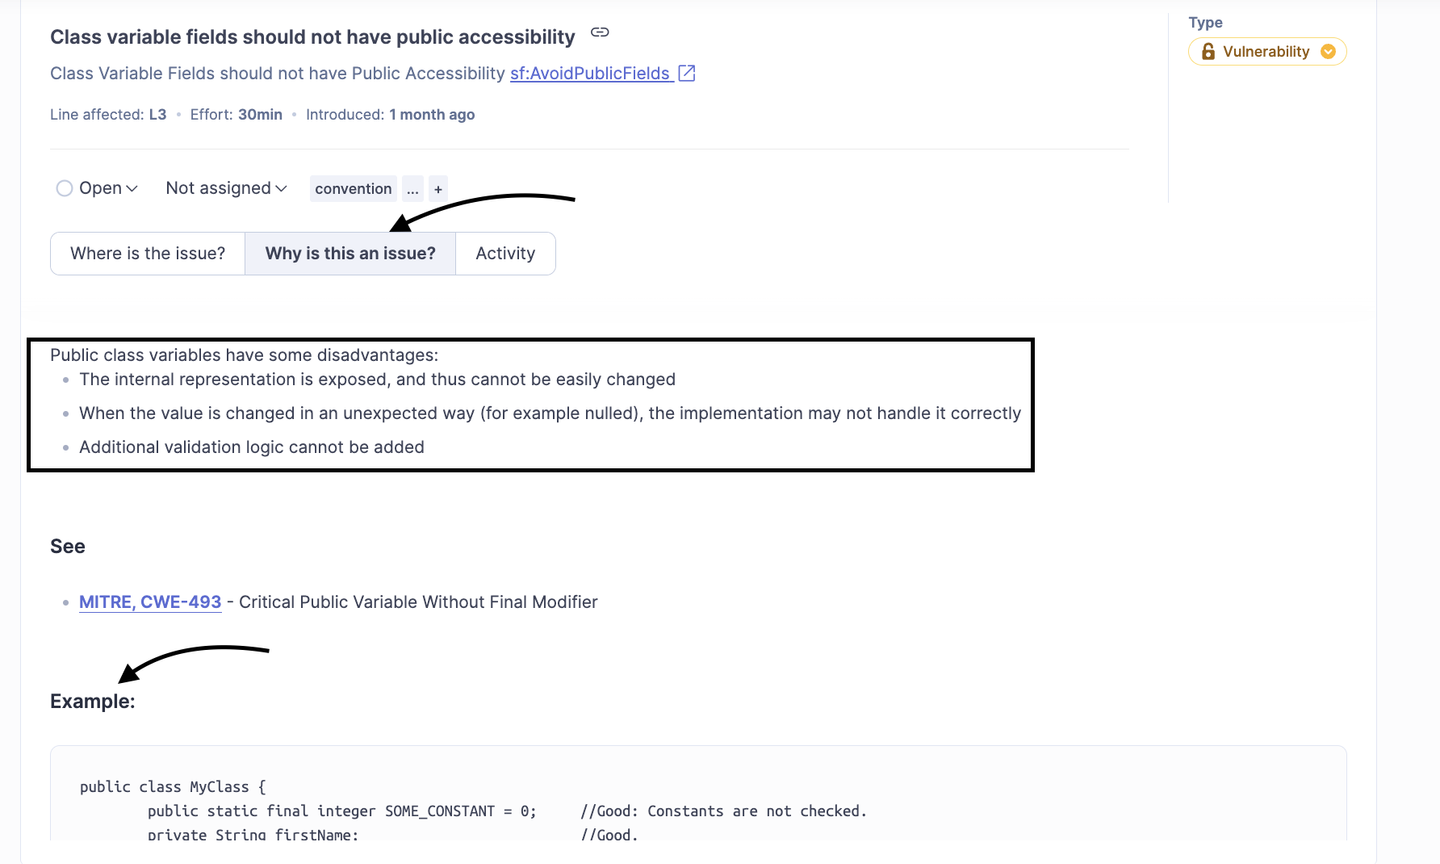 Class variable fields should not have public accessibility
Class Variable Fields should not have Public Accessibility sf:AvoidPublicFields
Line affected: L3 • Effort: 30min • Introduced: 1 month ago
Type
Vulnerability
Open Not assigned convention ... +
Where is the issue? Why is this an issue? Activity
Public class variables have some disadvantages:
• The internal representation is exposed, and thus cannot be easily changed
• When the value is changed in an unexpected way (for example nulled), the implementation may not handle it correctly
• Additional validation logic cannot be added
See
• MITRE, CWE-493 - Critical Public Variable Without Final Modifier
Example:
public class MyClass {
public static final integer SOME_CONSTANT = 0; //Good: Constants are not checked.
private String firstName; //Good.